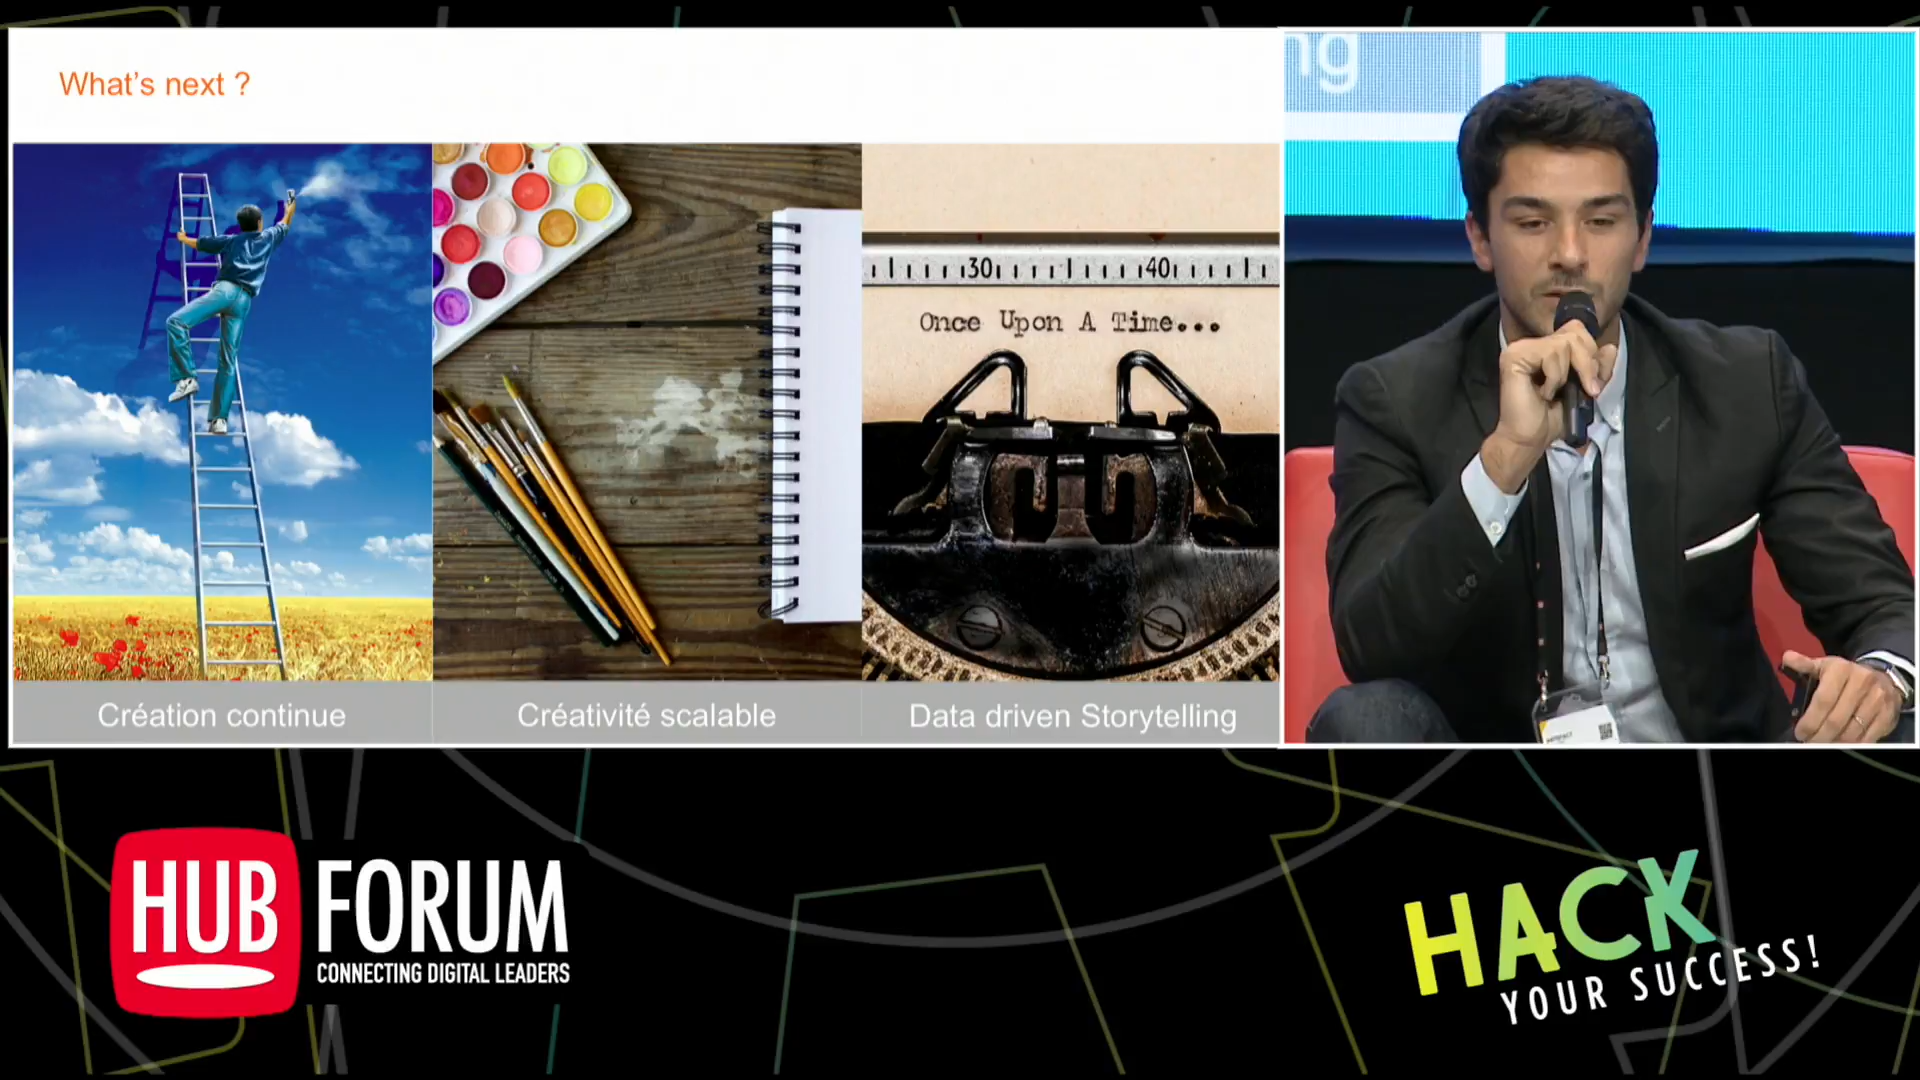 What's next ?
ng
30 40
Once Upon A Time...
Création continue
Créativité scalable
Data driven Storytelling
HUB FORUM
CONNECTING DIGITAL LEADERS
HACK
YOUR SUCCESS!